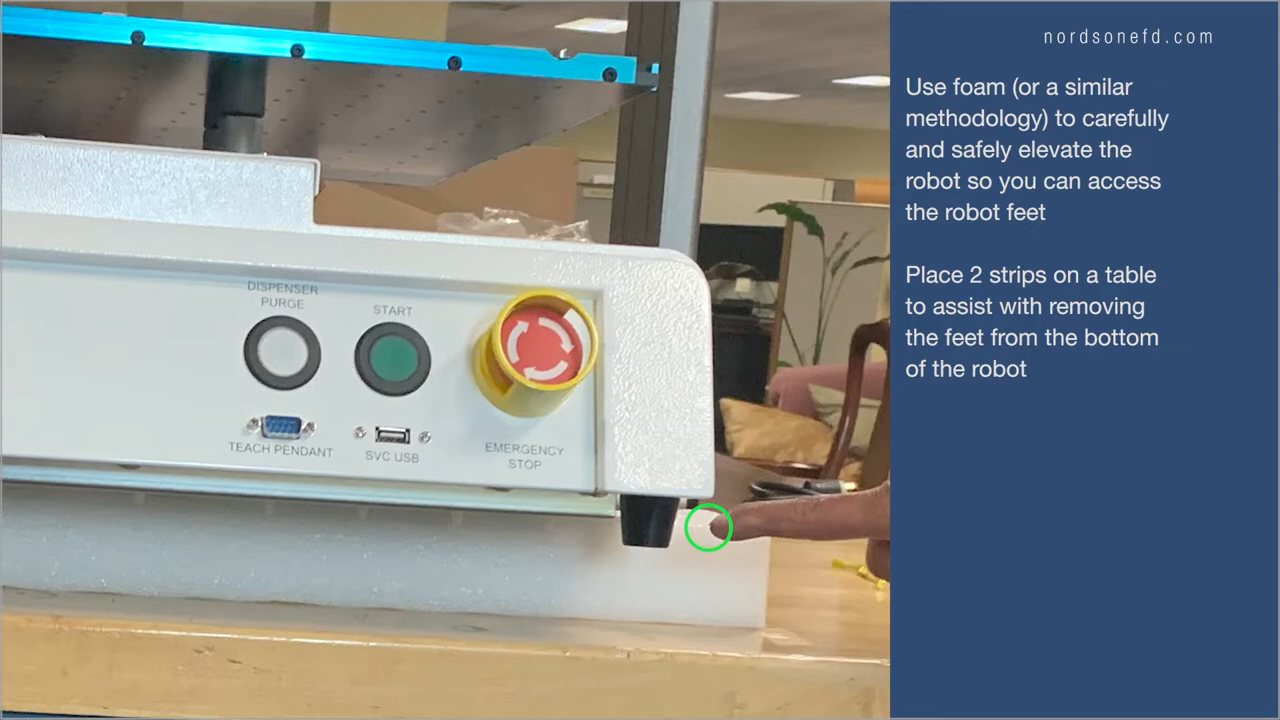 nordsonefd.com
Use foam (or a similar
methodology) to carefully
and safely elevate the
robot so you can access
the robot feet
Place 2 strips on a table
to assist with removing
the feet from the bottom
of the robot
DISPENSER
PURGE
START
TEACH PENDANT
SVC USB
EMERGENCY
STOP